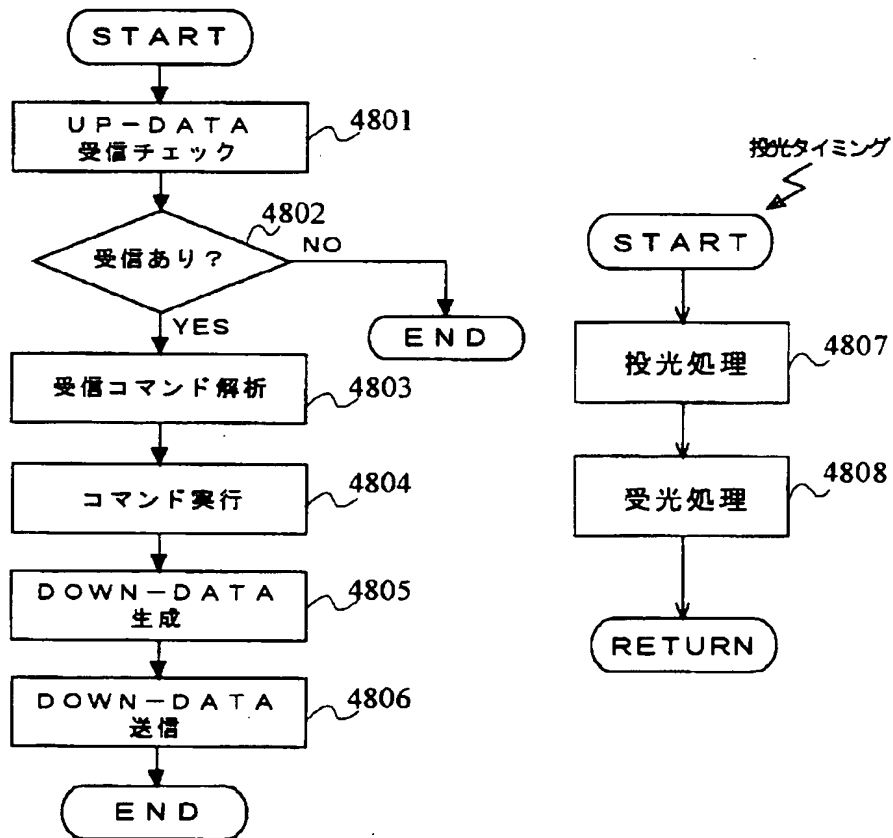 START
UP-DATA
受信チェック
4801
受信あり？
4802
NO
END
YES
受信コマンド解析
4803
コマンド実行
4804
DOWN-DATA
生成
4805
DOWN-DATA
送信
4806
END
投光タイミング
START
投光処理
4807
受光処理
4808
RETURN